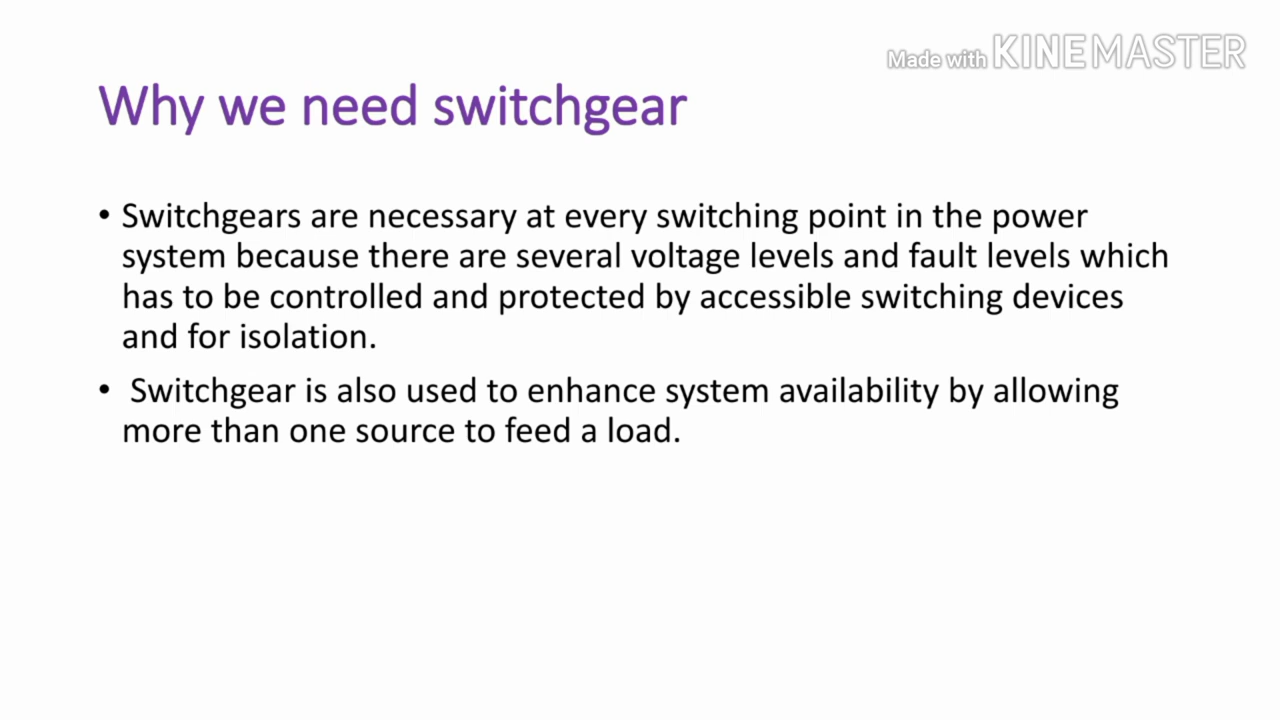 Made with KINEMASTER
Why we need switchgear
• Switchgears are necessary at every switching point in the power
system because there are several voltage levels and fault levels which
has to be controlled and protected by accessible switching devices
and for isolation.
• Switchgear is also used to enhance system availability by allowing
more than one source to feed a load.